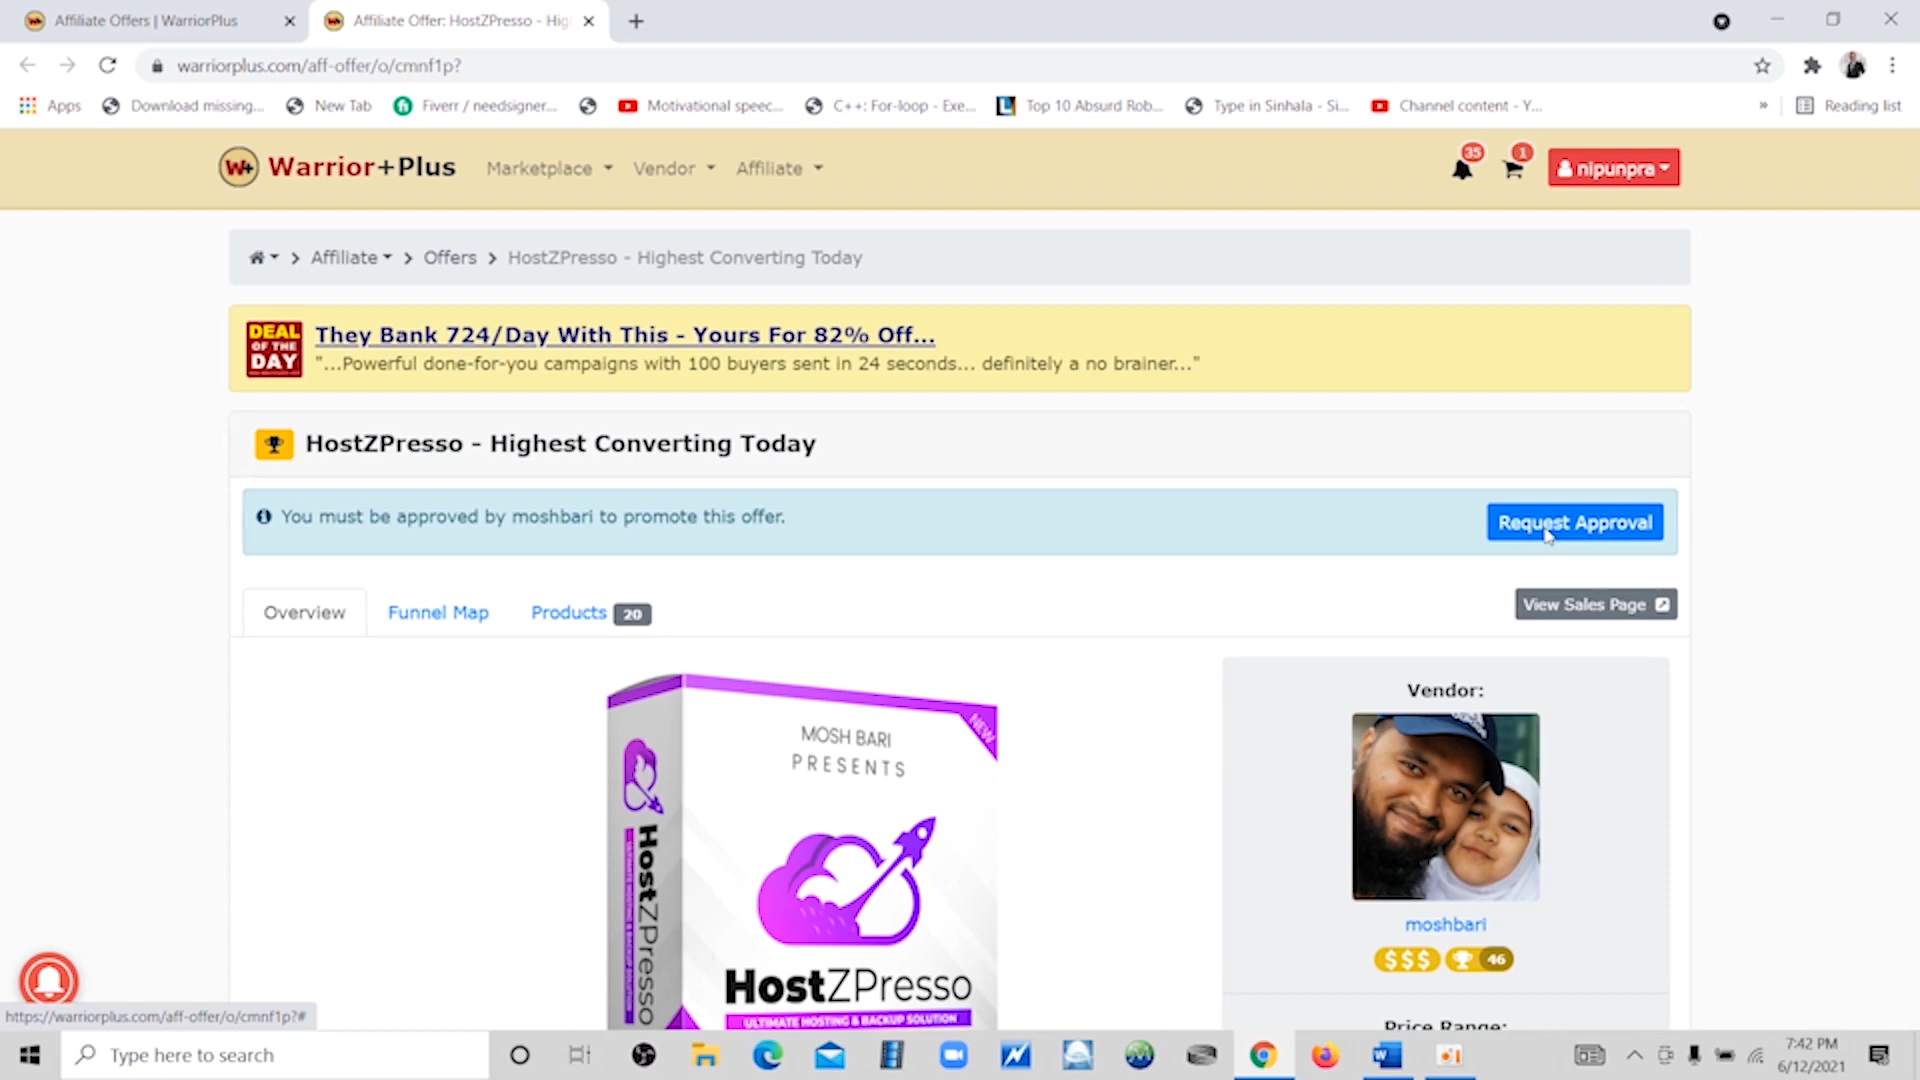 Affiliate Offers | WarriorPlus
Affiliate Offer: HostZPresso - Hig
warriorplus.com/aff-offer/o/cmnf1p?
Apps
Download missing...
New Tab
Fiverr / needsigner...
Motivational speec...
C++: For-loop - Exe...
Top 10 Absurd Rob...
Type in Sinhala - Si...
Channel content - Y...
»
Reading list
W+ Warrior+Plus
Marketplace
Vendor
Affiliate
35
1
nipunpra
Affiliate > Offers > HostZPresso - Highest Converting Today
DEAL OF THE DAY
They Bank 724/Day With This - Yours For 82% Off...
"...Powerful done-for-you campaigns with 100 buyers sent in 24 seconds... definitely a no brainer..."
HostZPresso - Highest Converting Today
You must be approved by moshbari to promote this offer.
Request Approval
Overview
Funnel Map
Products 20
View Sales Page
MOSH BARI
PRESENTS
NEW
HostZPresso
ULTIMATE HOSTING & BACKUP SOLUTION
HostZPresso
ULTIMATE HOSTING & BACKUP SOLUTION
Vendor:
moshbari
$$$ 46
Price Range:
https://warriorplus.com/aff-offer/o/cmnf1p?#
Type here to search
7:42 PM
6/12/2021